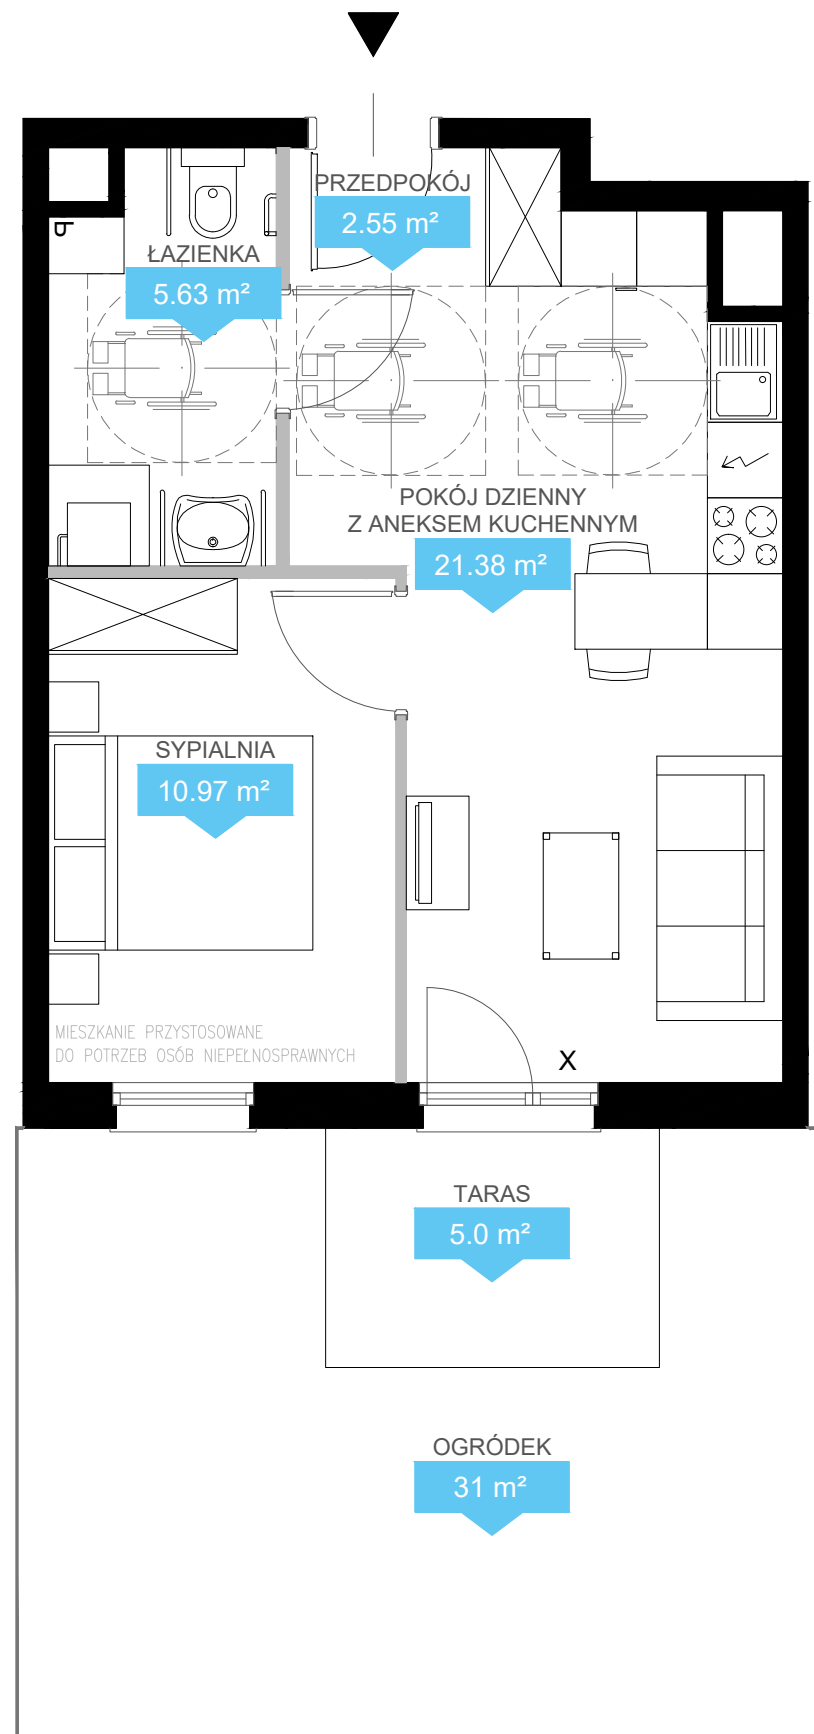 PRZEDPOKÓJ
2.55 m²
ŁAZIENKA
5.63 m²
POKÓJ DZIENNY
Z ANEKSEM KUCHENNYM
21.38 m²
SYPIALNIA
10.97 m²
MIESZKANIE PRZYSTOSOWANE
DO POTRZEB OSÓB NIEPEŁNOSPRAWNYCH
X
TARAS
5.0 m²
OGRÓDEK
31 m²